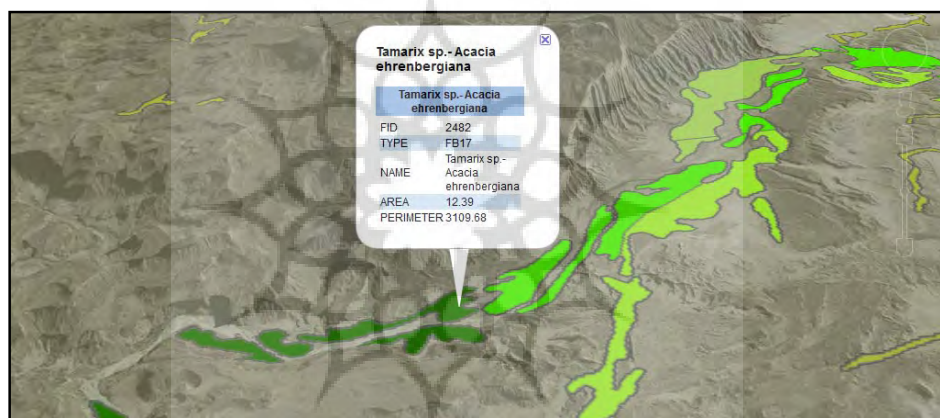 Tamarix sp.- Acacia
ehrenbergiana
Tamarix sp.- Acacia
ehrenbergiana
FID 2482
TYPE FB17
NAME Tamarix sp.-
Acacia
ehrenbergiana
AREA 12.39
PERIMETER 3109.68